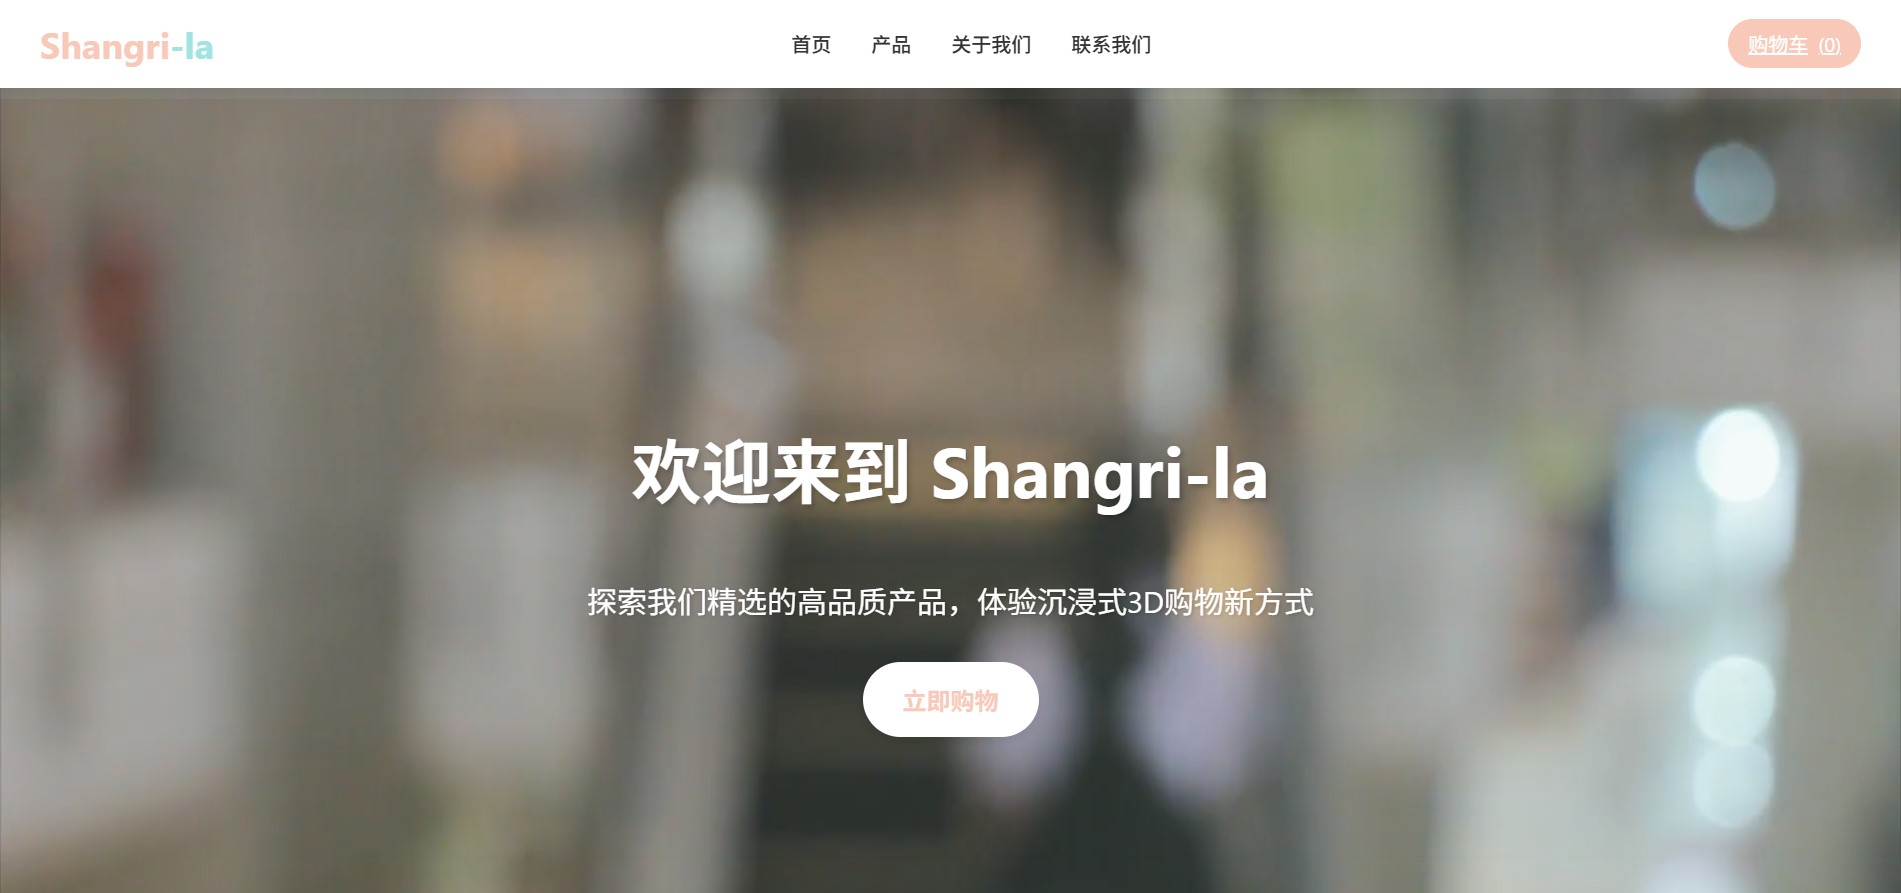 Shangri-la
首页 产品 关于我们 联系我们
购物车 (0)
欢迎来到 Shangri-la
探索我们精选的高品质产品，体验沉浸式3D购物新方式
立即购物